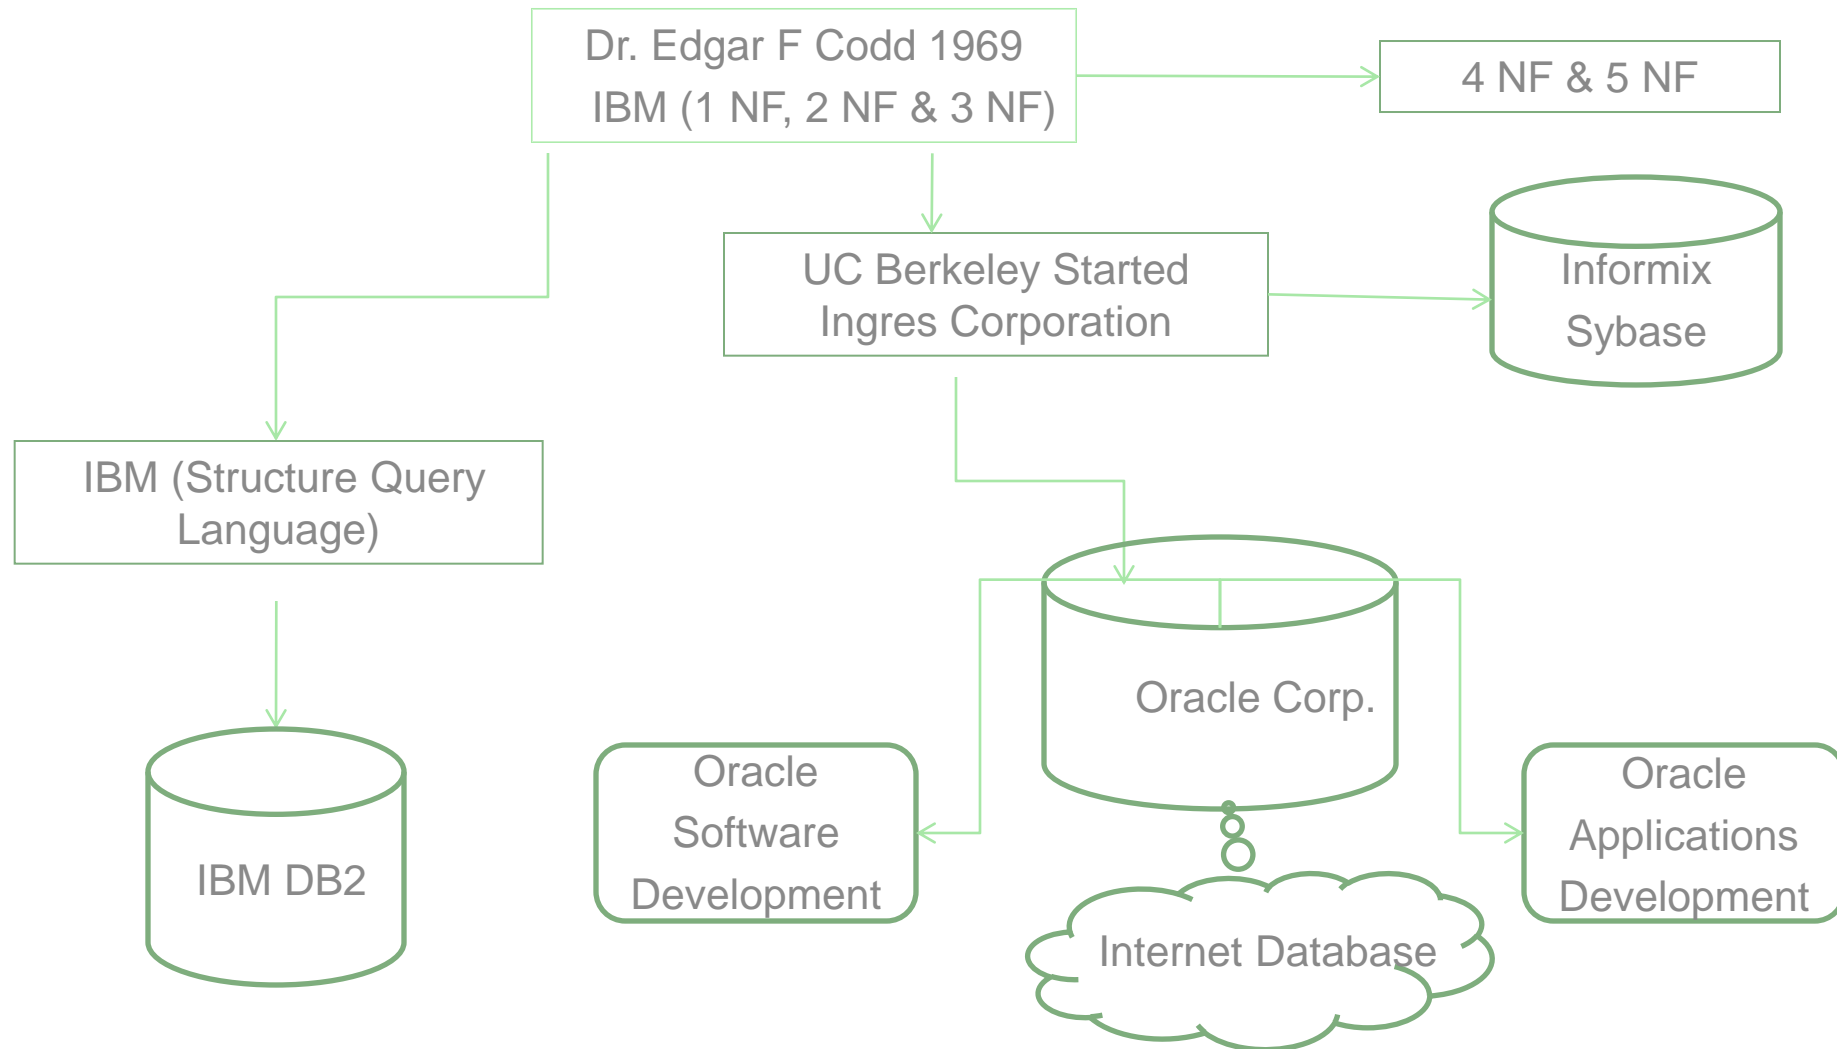 Dr. Edgar F Codd 1969
IBM (1 NF, 2 NF & 3 NF)
4 NF & 5 NF
UC Berkeley Started
Ingres Corporation
Informix
Sybase
IBM (Structure Query
Language)
Oracle Corp.
IBM DB2
Oracle
Software
Development
Oracle
Applications
Development
Internet Database